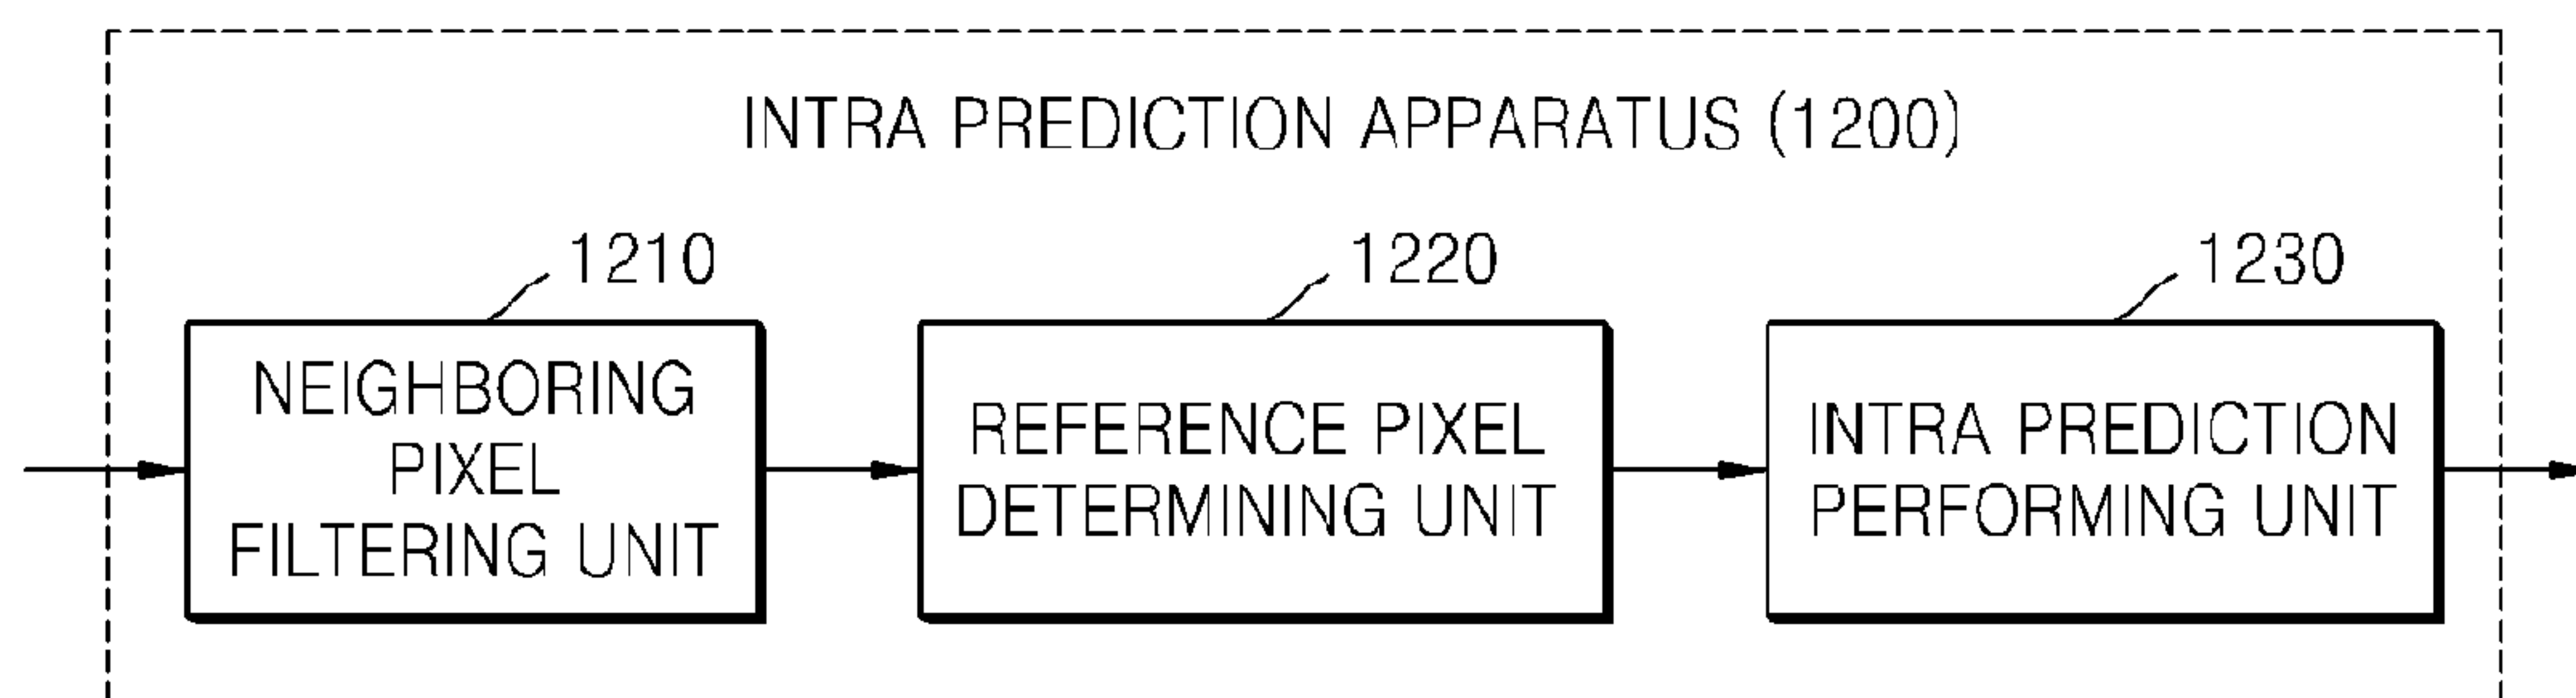 INTRA PREDICTION APPARATUS (1200)
1210
1220
1230
NEIGHBORING
PIXEL
FILTERING UNIT
REFERENCE PIXEL
DETERMINING UNIT
INTRA PREDICTION
PERFORMING UNIT